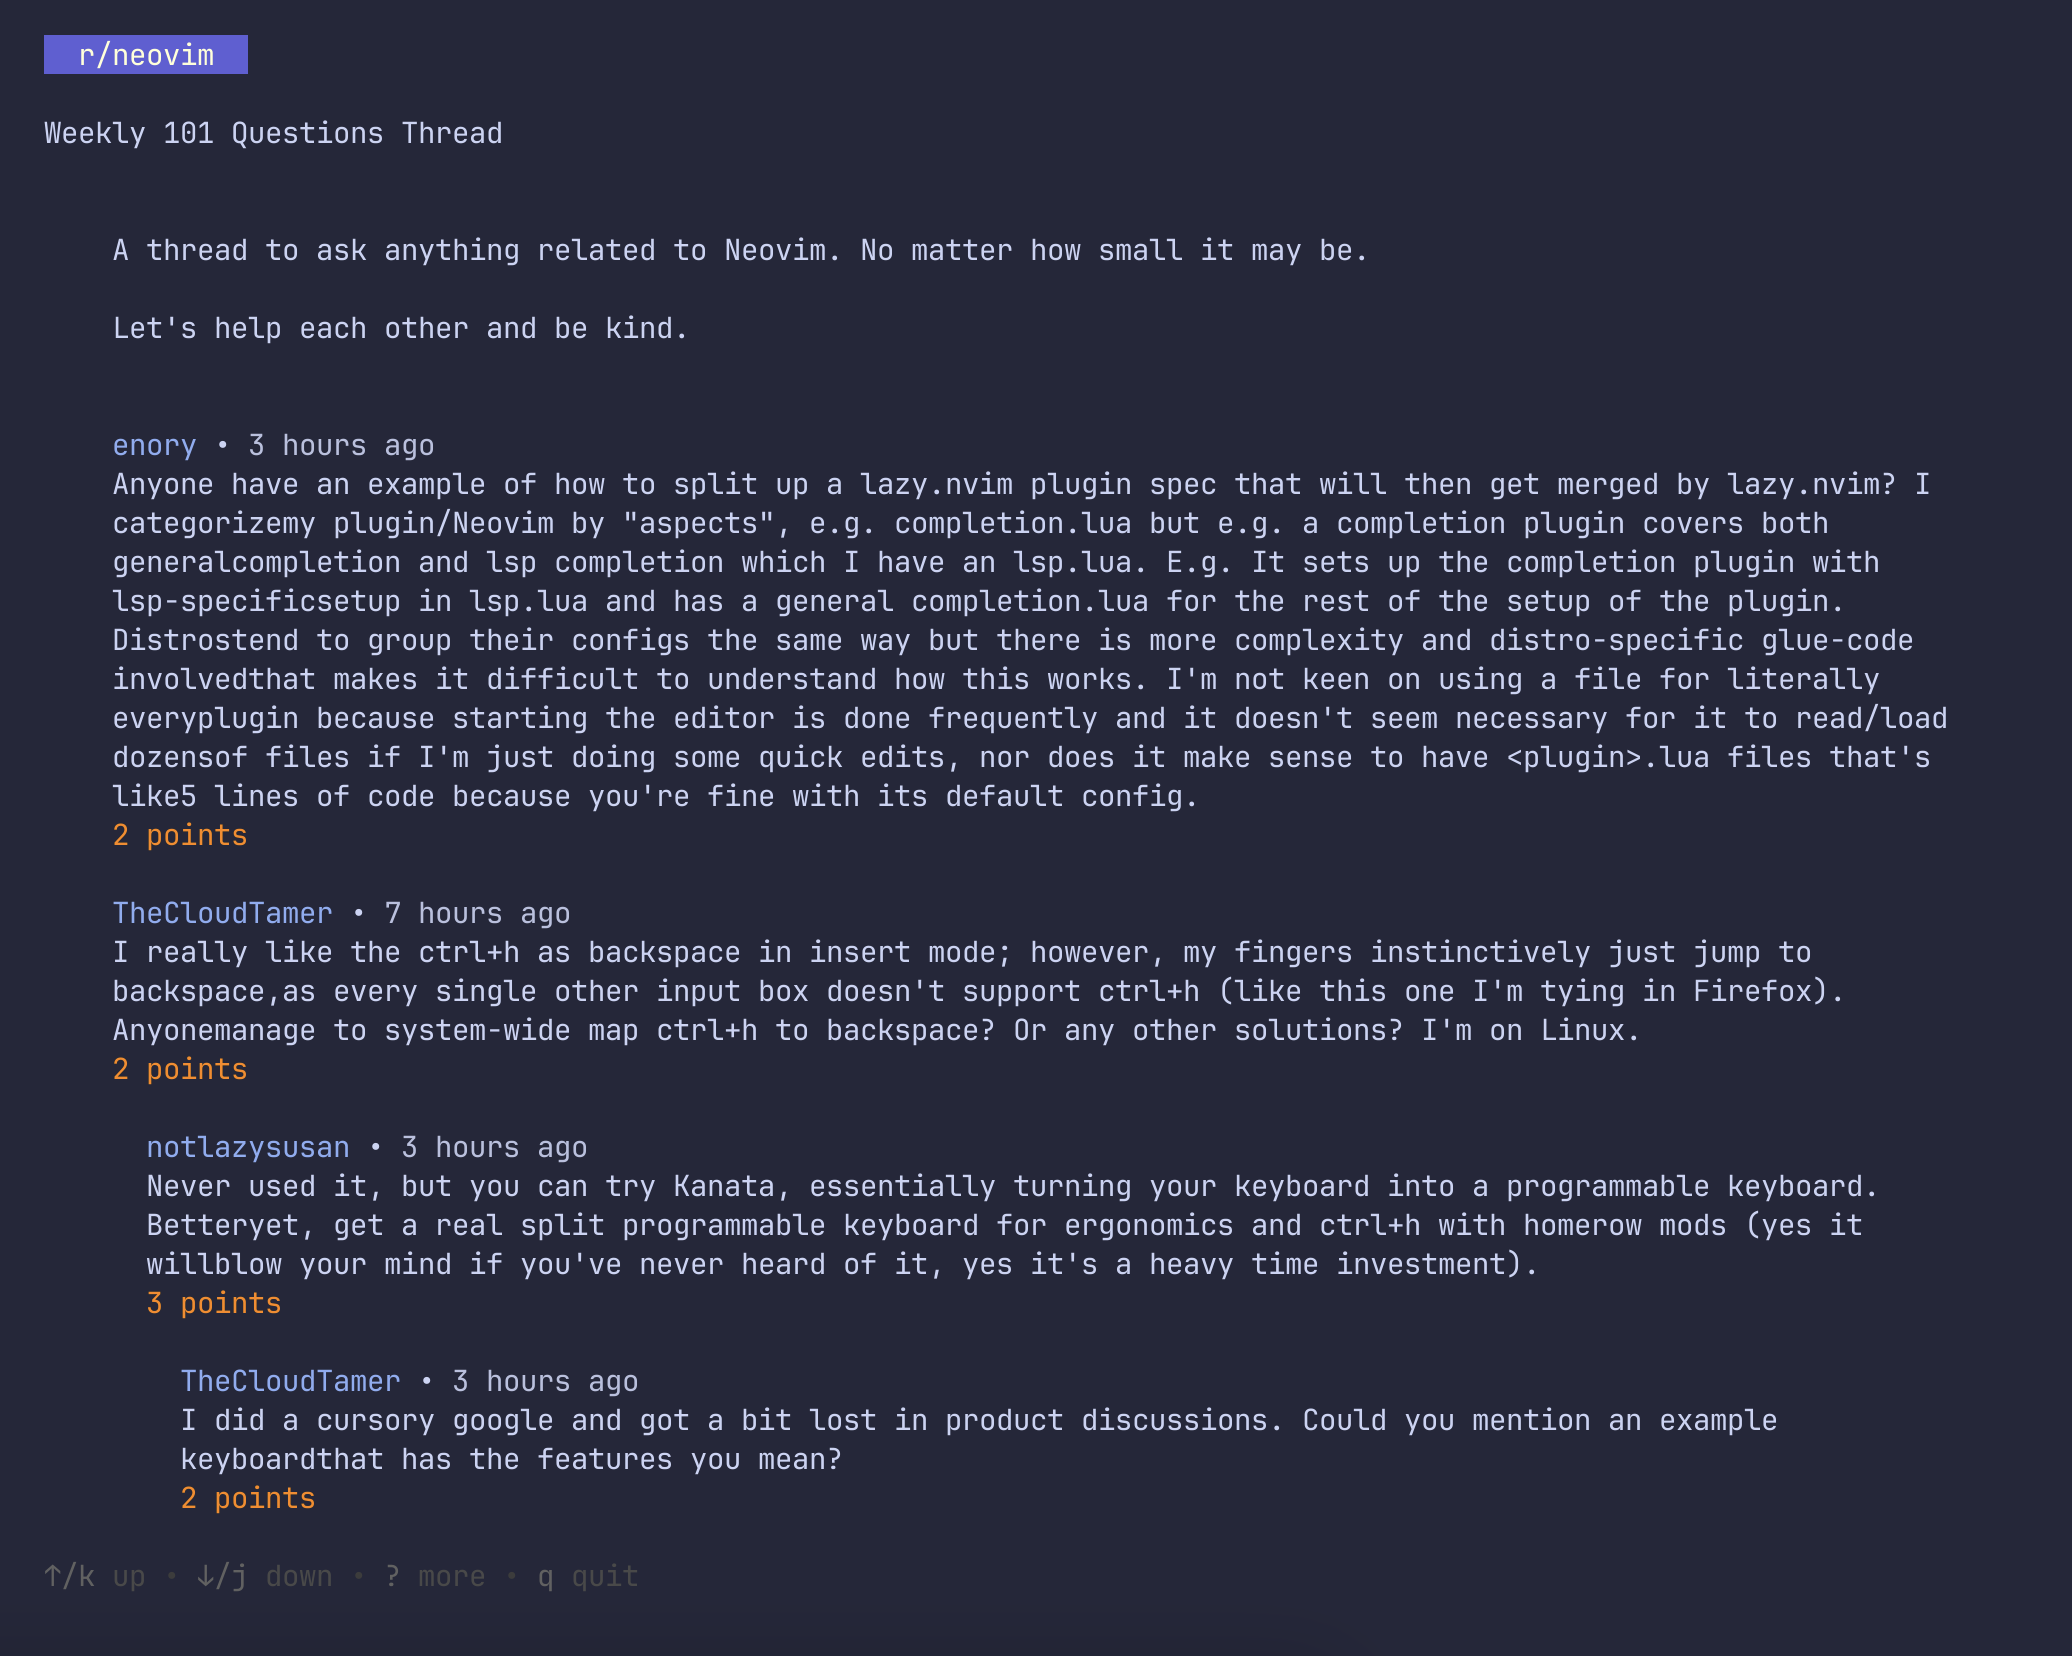 r/neovim
Weekly 101 Questions Thread
A thread to ask anything related to Neovim. No matter how small it may be.
Let's help each other and be kind.
enory • 3 hours ago
Anyone have an example of how to split up a lazy.nvim plugin spec that will then get merged by lazy.nvim? I
categorizemy plugin/Neovim by "aspects", e.g. completion.lua but e.g. a completion plugin covers both
generalcompletion and lsp completion which I have an lsp.lua. E.g. It sets up the completion plugin with
lsp-specificsetup in lsp.lua and has a general completion.lua for the rest of the setup of the plugin.
Distrostend to group their configs the same way but there is more complexity and distro-specific glue-code
involvedthat makes it difficult to understand how this works. I'm not keen on using a file for literally
everyplugin because starting the editor is done frequently and it doesn't seem necessary for it to read/load
dozensof files if I'm just doing some quick edits, nor does it make sense to have <plugin>.lua files that's
like5 lines of code because you're fine with its default config.
2 points
TheCloudTamer • 7 hours ago
I really like the ctrl+h as backspace in insert mode; however, my fingers instinctively just jump to
backspace,as every single other input box doesn't support ctrl+h (like this one I'm tying in Firefox).
Anyonemanage to system-wide map ctrl+h to backspace? Or any other solutions? I'm on Linux.
2 points
notlazysusan • 3 hours ago
Never used it, but you can try Kanata, essentially turning your keyboard into a programmable keyboard.
Betteryet, get a real split programmable keyboard for ergonomics and ctrl+h with homerow mods (yes it
willblow your mind if you've never heard of it, yes it's a heavy time investment).
3 points
TheCloudTamer • 3 hours ago
I did a cursory google and got a bit lost in product discussions. Could you mention an example
keyboardthat has the features you mean?
2 points
↑/k up • ↓/j down • ? more • q quit